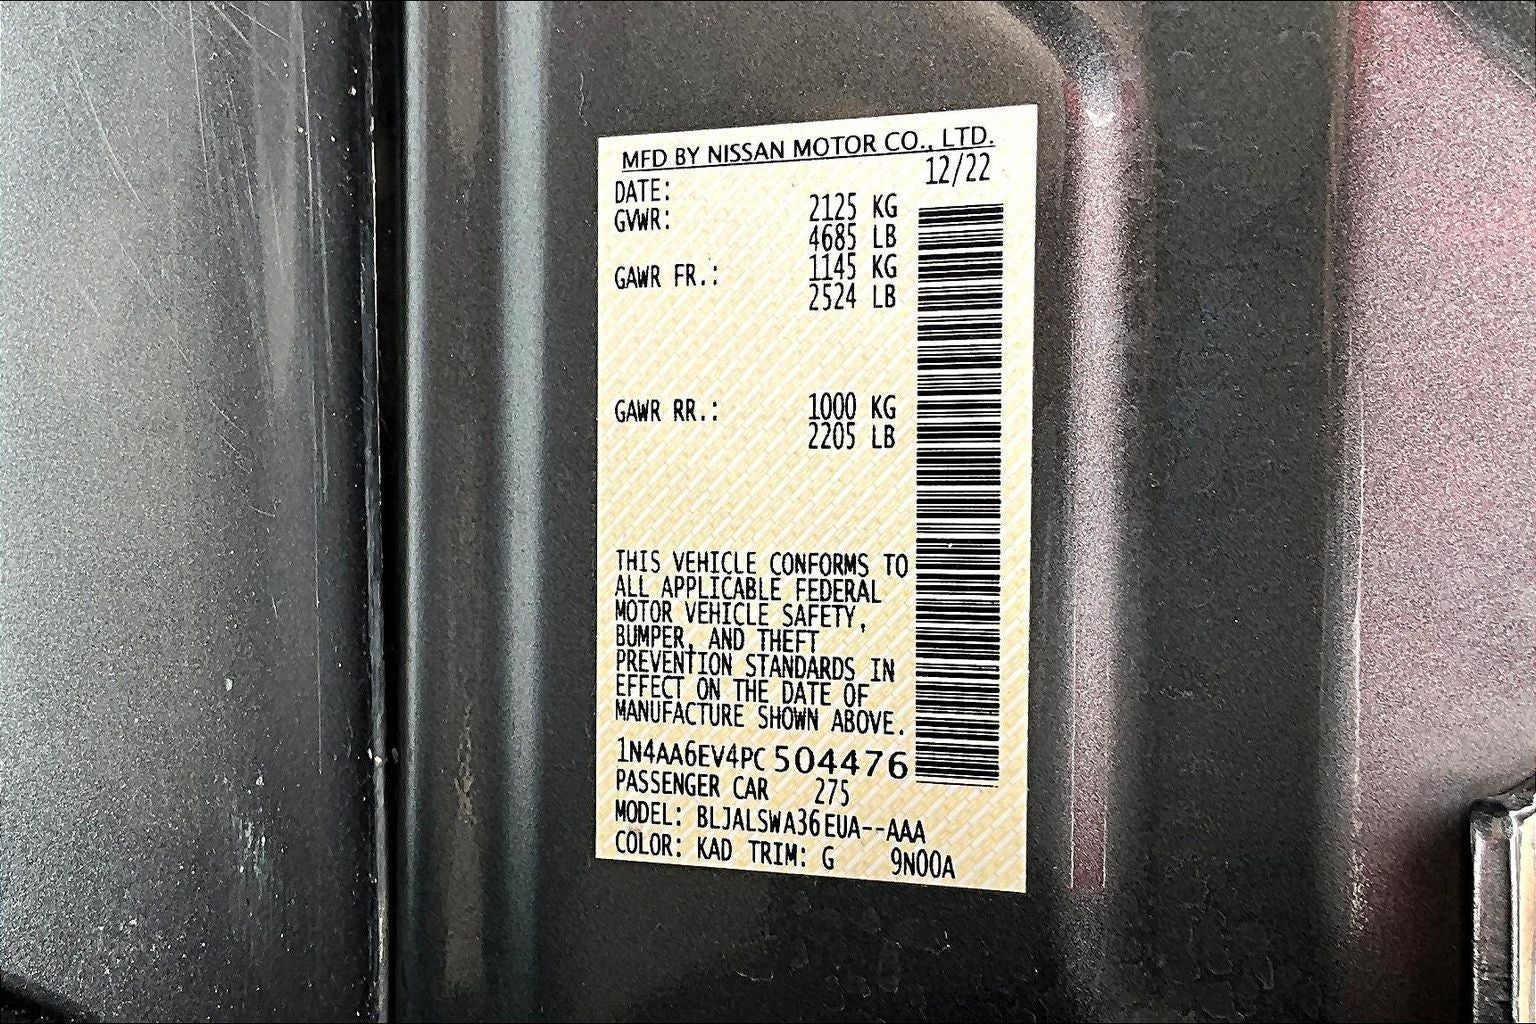 MFD BY NISSAN MOTOR CO., LTD.
DATE: 12/22
GVWR: 2125 KG
4685 LB
GAWR FR.: 1145 KG
2524 LB
GAWR RR.: 1000 KG
2205 LB
THIS VEHICLE CONFORMS TO
ALL APPLICABLE FEDERAL
MOTOR VEHICLE SAFETY,
BUMPER, AND THEFT
PREVENTION STANDARDS IN
EFFECT ON THE DATE OF
MANUFACTURE SHOWN ABOVE.
1N4AA6EV4PC504476
PASSENGER CAR 275
MODEL: BLJALSWA36EUA--AAA
COLOR: KAD TRIM: G 9N00A